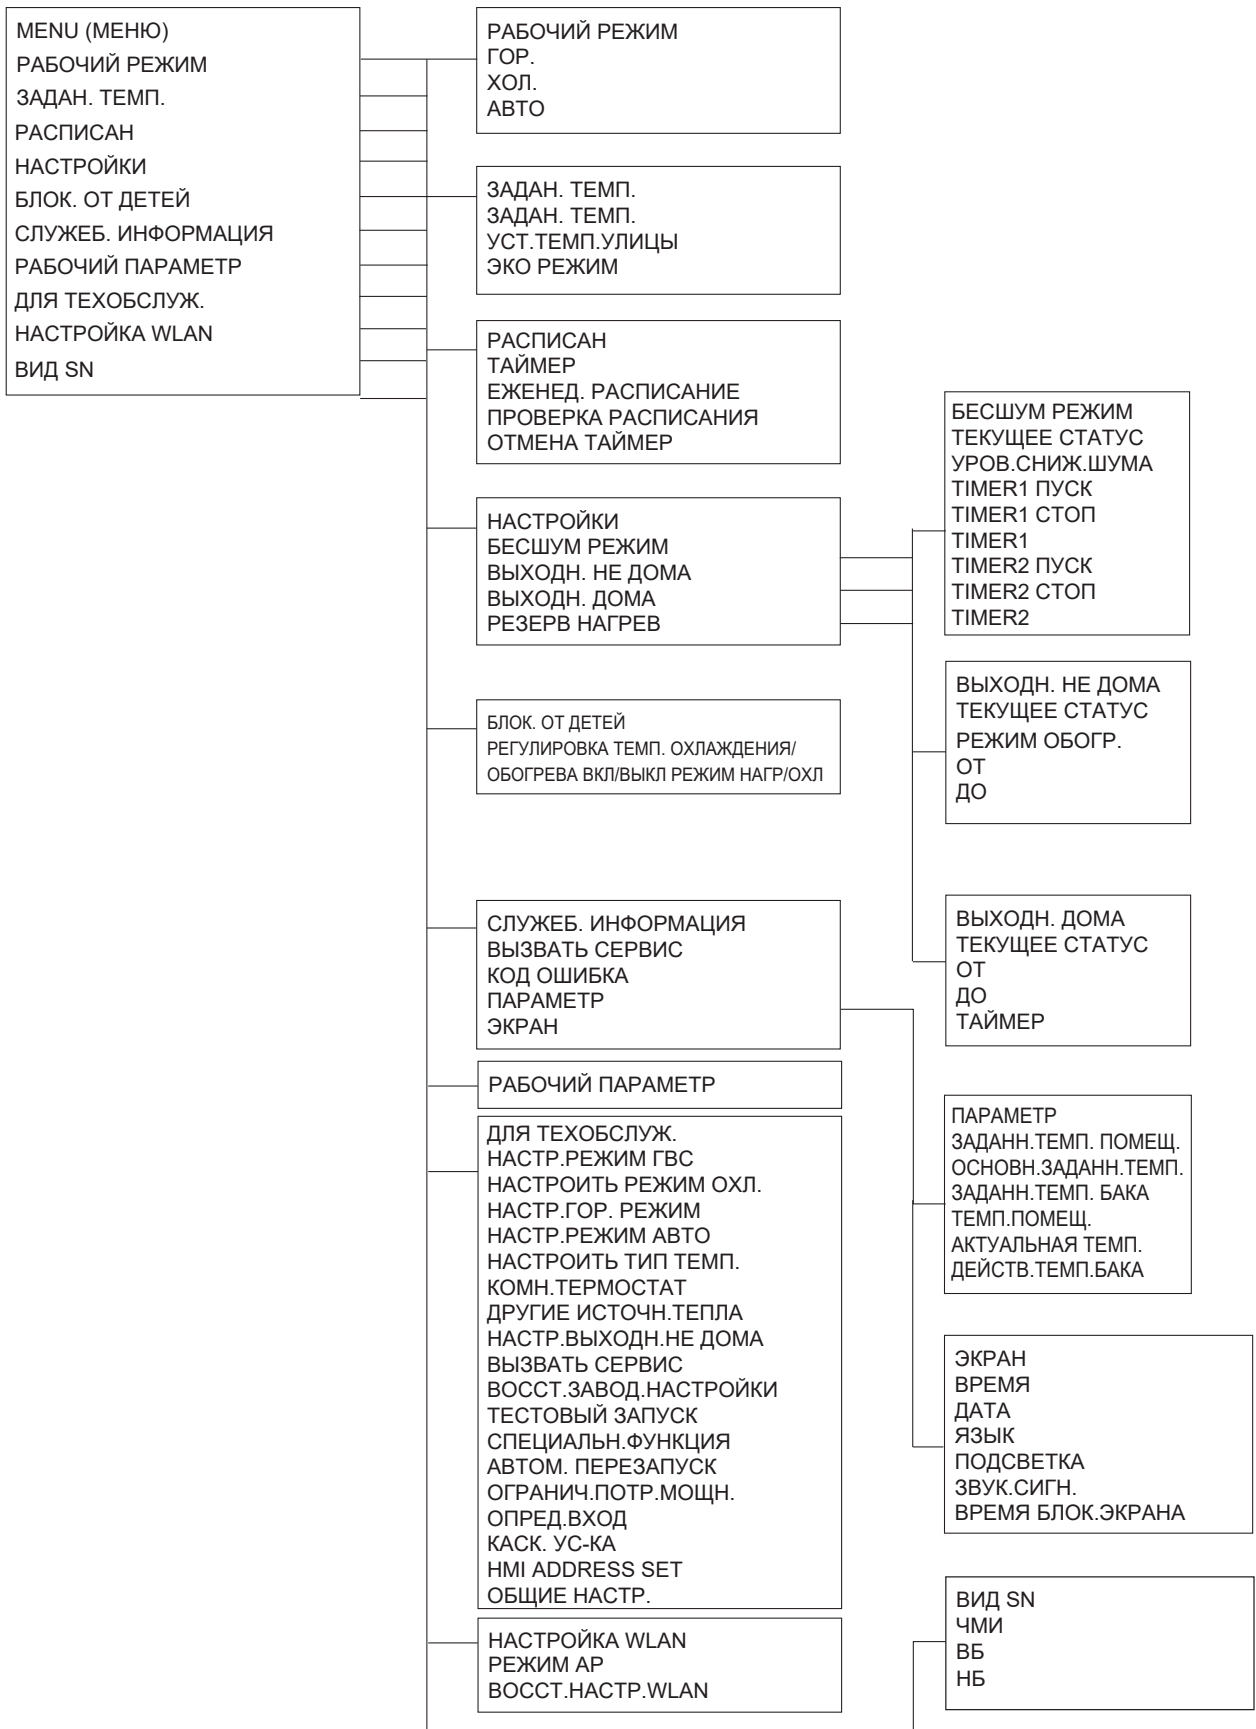 MENU (МЕНЮ)
РАБОЧИЙ РЕЖИМ
ЗАДАН. ТЕМП.
РАСПИСАН
НАСТРОЙКИ
БЛОК. ОТ ДЕТЕЙ
СЛУЖЕБ. ИНФОРМАЦИЯ
РАБОЧИЙ ПАРАМЕТР
ДЛЯ ТЕХОБСЛУЖ.
НАСТРОЙКА WLAN
ВИД SN
РАБОЧИЙ РЕЖИМ
ГОР.
ХОЛ.
АВТО
ЗАДАН. ТЕМП.
ЗАДАН. ТЕМП.
УСТ.ТЕМП.УЛИЦЫ
ЭКО РЕЖИМ
РАСПИСАН
ТАЙМЕР
ЕЖЕНЕД. РАСПИСАНИЕ
ПРОВЕРКА РАСПИСАНИЯ
ОТМЕНА ТАЙМЕР
НАСТРОЙКИ
БЕСШУМ РЕЖИМ
ВЫХОДН. НЕ ДОМА
ВЫХОДН. ДОМА
РЕЗЕРВ НАГРЕВ
БЛОК. ОТ ДЕТЕЙ
РЕГУЛИРОВКА ТЕМП. ОХЛАЖДЕНИЯ/
ОБОГРЕВА ВКЛ/ВЫКЛ РЕЖИМ НАГР/ОХЛ
СЛУЖЕБ. ИНФОРМАЦИЯ
ВЫЗВАТЬ СЕРВИС
КОД ОШИБКА
ПАРАМЕТР
ЭКРАН
РАБОЧИЙ ПАРАМЕТР
ДЛЯ ТЕХОБСЛУЖ.
НАСТР.РЕЖИМ ГВС
НАСТРОИТЬ РЕЖИМ ОХЛ.
НАСТР.ГОР. РЕЖИМ
НАСТР.РЕЖИМ АВТО
НАСТРОИТЬ ТИП ТЕМП.
КОМН.ТЕРМОСТАТ
ДРУГИЕ ИСТОЧН.ТЕПЛА
НАСТР.ВЫХОДН.НЕ ДОМА
ВЫЗВАТЬ СЕРВИС
ВОССТ.ЗАВОД.НАСТРОЙКИ
ТЕСТОВЫЙ ЗАПУСК
СПЕЦИАЛЬН.ФУНКЦИЯ
АВТОМ. ПЕРЕЗАПУСК
ОГРАНИЧ.ПОТР.МОЩН.
ОПРЕД.ВХОД
КАСК. УС-КА
HMI ADDRESS SET
ОБЩИЕ НАСТР.
НАСТРОЙКА WLAN
РЕЖИМ AP
ВОССТ.НАСТР.WLAN
БЕСШУМ РЕЖИМ
ТЕКУЩЕЕ СТАТУС
УРОВ.СНИЖ.ШУМА
TIMER1 ПУСК
TIMER1 СТОП
TIMER1
TIMER2 ПУСК
TIMER2 СТОП
TIMER2
ВЫХОДН. НЕ ДОМА
ТЕКУЩЕЕ СТАТУС
РЕЖИМ ОБОГР.
ОТ
ДО
ВЫХОДН. ДОМА
ТЕКУЩЕЕ СТАТУС
ОТ
ДО
ТАЙМЕР
ПАРАМЕТР
ЗАДАНН.ТЕМП. ПОМЕЩ.
ОСНОВН.ЗАДАНН.ТЕМП.
ЗАДАНН.ТЕМП. БАКА
ТЕМП.ПОМЕЩ.
АКТУАЛЬНАЯ ТЕМП.
ДЕЙСТВ.ТЕМП.БАКА
ЭКРАН
ВРЕМЯ
ДАТА
ЯЗЫК
ПОДСВЕТКА
ЗВУК.СИГН.
ВРЕМЯ БЛОК.ЭКРАНА
ВИД SN
ЧМИ
ВБ
НБ